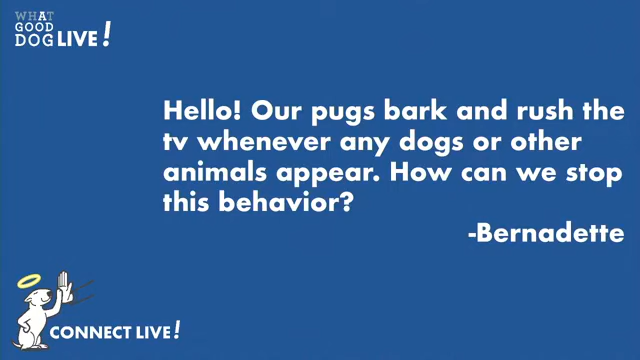 WHAT
GOOD
DOG LIVE!
Hello! Our pugs bark and rush the
tv whenever any dogs or other
animals appear. How can we stop
this behavior?
-Bernadette
CONNECT LIVE!